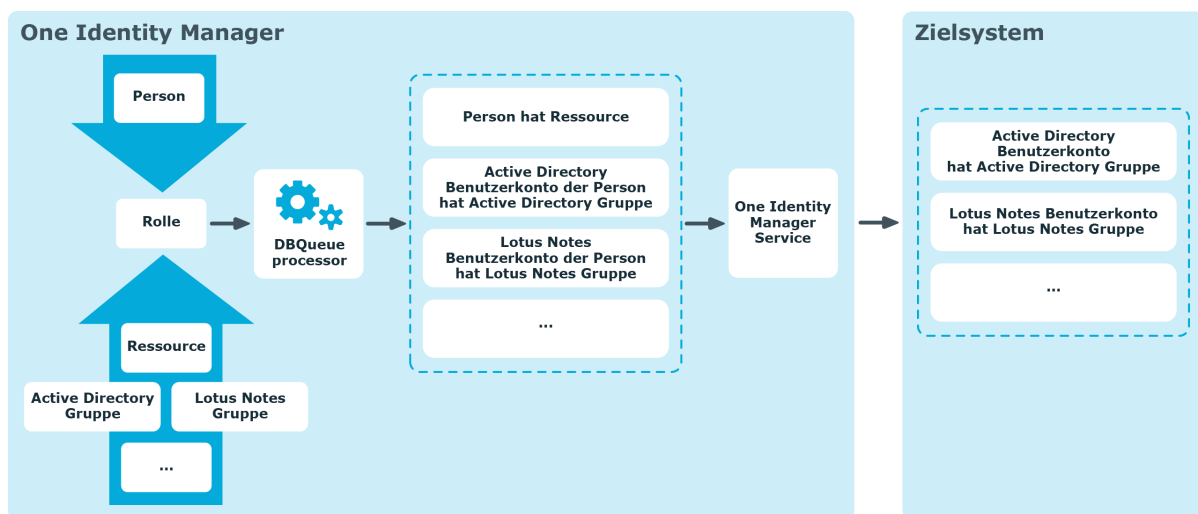 One Identity Manager
Person
Rolle
Ressource
Active Directory
Gruppe
Lotus Notes
Gruppe
...
DBQueue
processor
Person hat Ressource
Active Directory
Benutzerkonto der Person
hat Active Directory Gruppe
Lotus Notes
Benutzerkonto der Person
hat Lotus Notes Gruppe
...
One Identity
Manager
Service
Zielsystem
Active Directory
Benutzerkonto
hat Active Directory Gruppe
Lotus Notes Benutzerkonto
hat Lotus Notes Gruppe
...